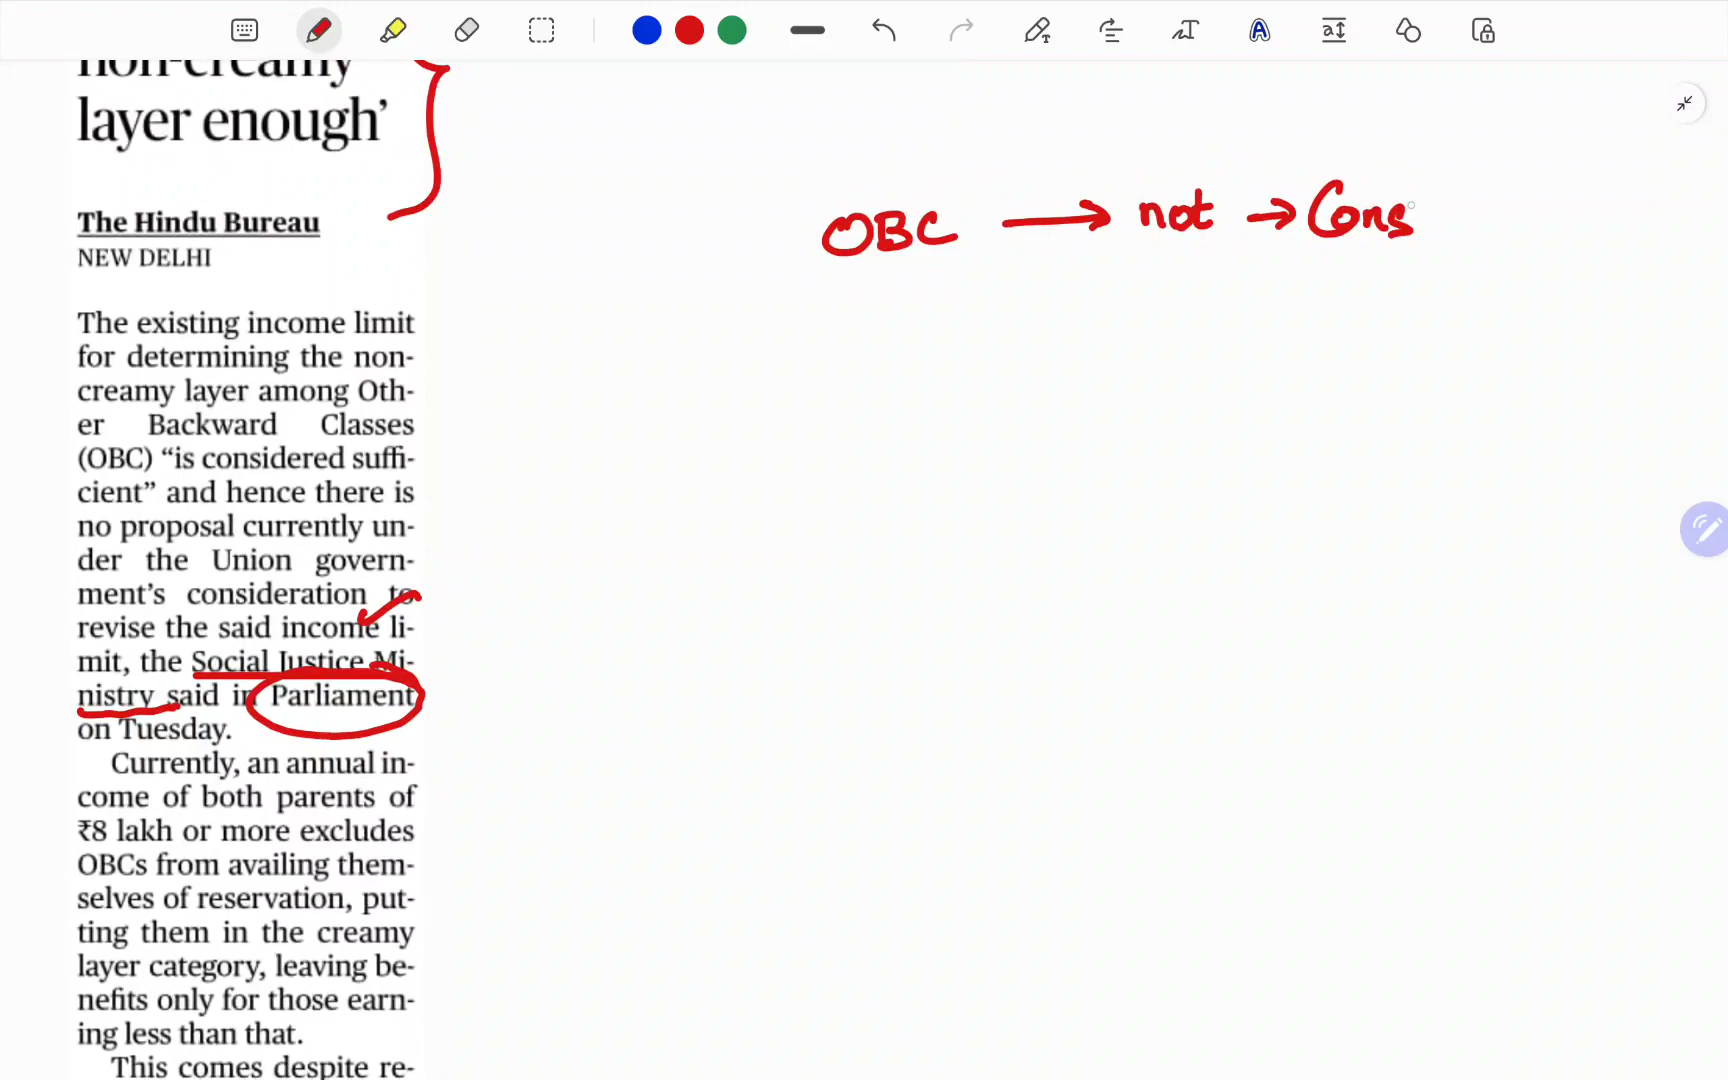 non-creamy
layer enough’
The Hindu Bureau
NEW DELHI
The existing income limit
for determining the non-
creamy layer among Oth-
er Backward Classes
(OBC) “is considered suffi-
cient” and hence there is
no proposal currently un-
der the Union govern-
ment’s consideration to
revise the said income li-
mit, the Social Justice Mi-
nistry said in Parliament
on Tuesday.
Currently, an annual in-
come of both parents of
₹8 lakh or more excludes
OBCs from availing them-
selves of reservation, put-
ting them in the creamy
layer category, leaving be-
nefits only for those earn-
ing less than that.
This comes despite re-
OBC → not → Cons